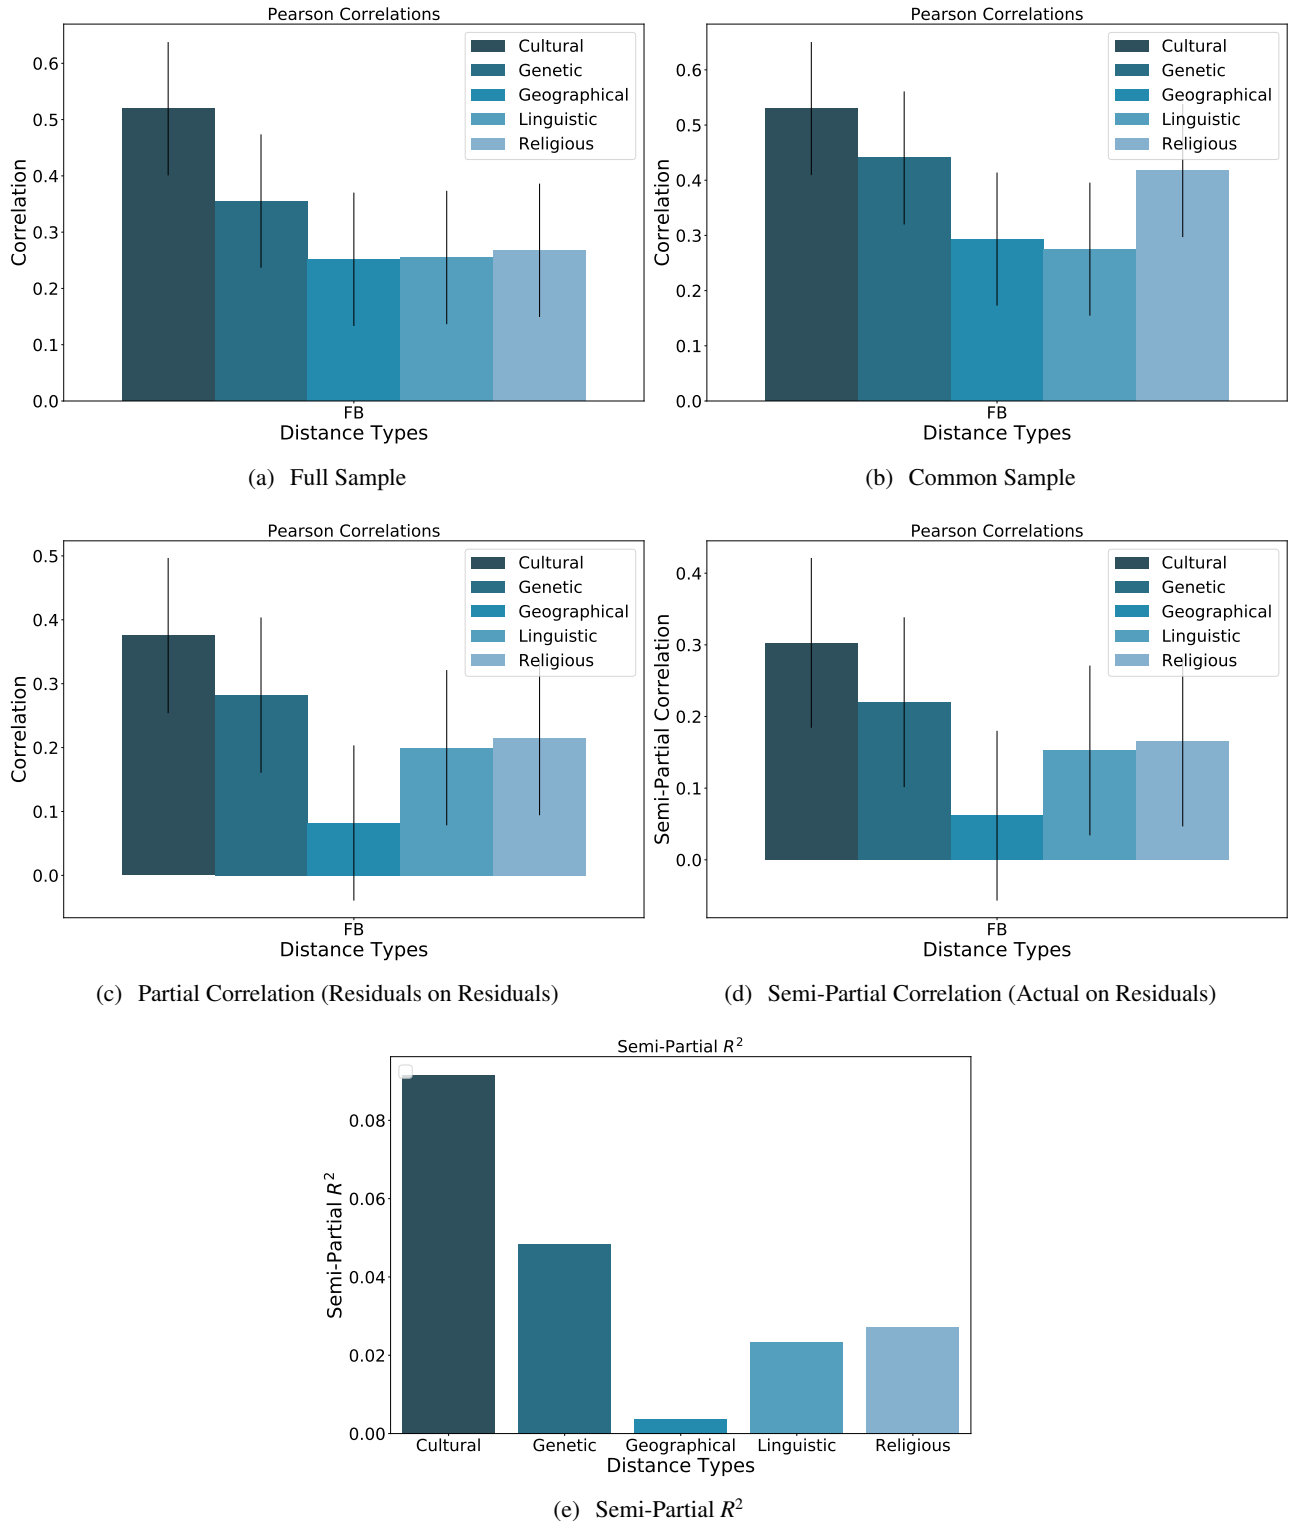 Pearson Correlations
0.6
0.5
0.4
0.3
0.2
0.1
0.0
Correlation
Cultural
Genetic
Geographical
Linguistic
Religious
FB
Distance Types
(a) Full Sample
Pearson Correlations
0.6
0.5
0.4
0.3
0.2
0.1
0.0
Correlation
Cultural
Genetic
Geographical
Linguistic
Religious
FB
Distance Types
(b) Common Sample
Pearson Correlations
0.5
0.4
0.3
0.2
0.1
0.0
Correlation
Cultural
Genetic
Geographical
Linguistic
Religious
FB
Distance Types
(c) Partial Correlation (Residuals on Residuals)
Pearson Correlations
0.4
0.3
0.2
0.1
0.0
Semi-Partial Correlation
Cultural
Genetic
Geographical
Linguistic
Religious
FB
Distance Types
(d) Semi-Partial Correlation (Actual on Residuals)
Semi-Partial R²
0.08
0.06
0.04
0.02
0.00
Semi-Partial R²
Cultural Genetic Geographical Linguistic Religious
Distance Types
(e) Semi-Partial R²